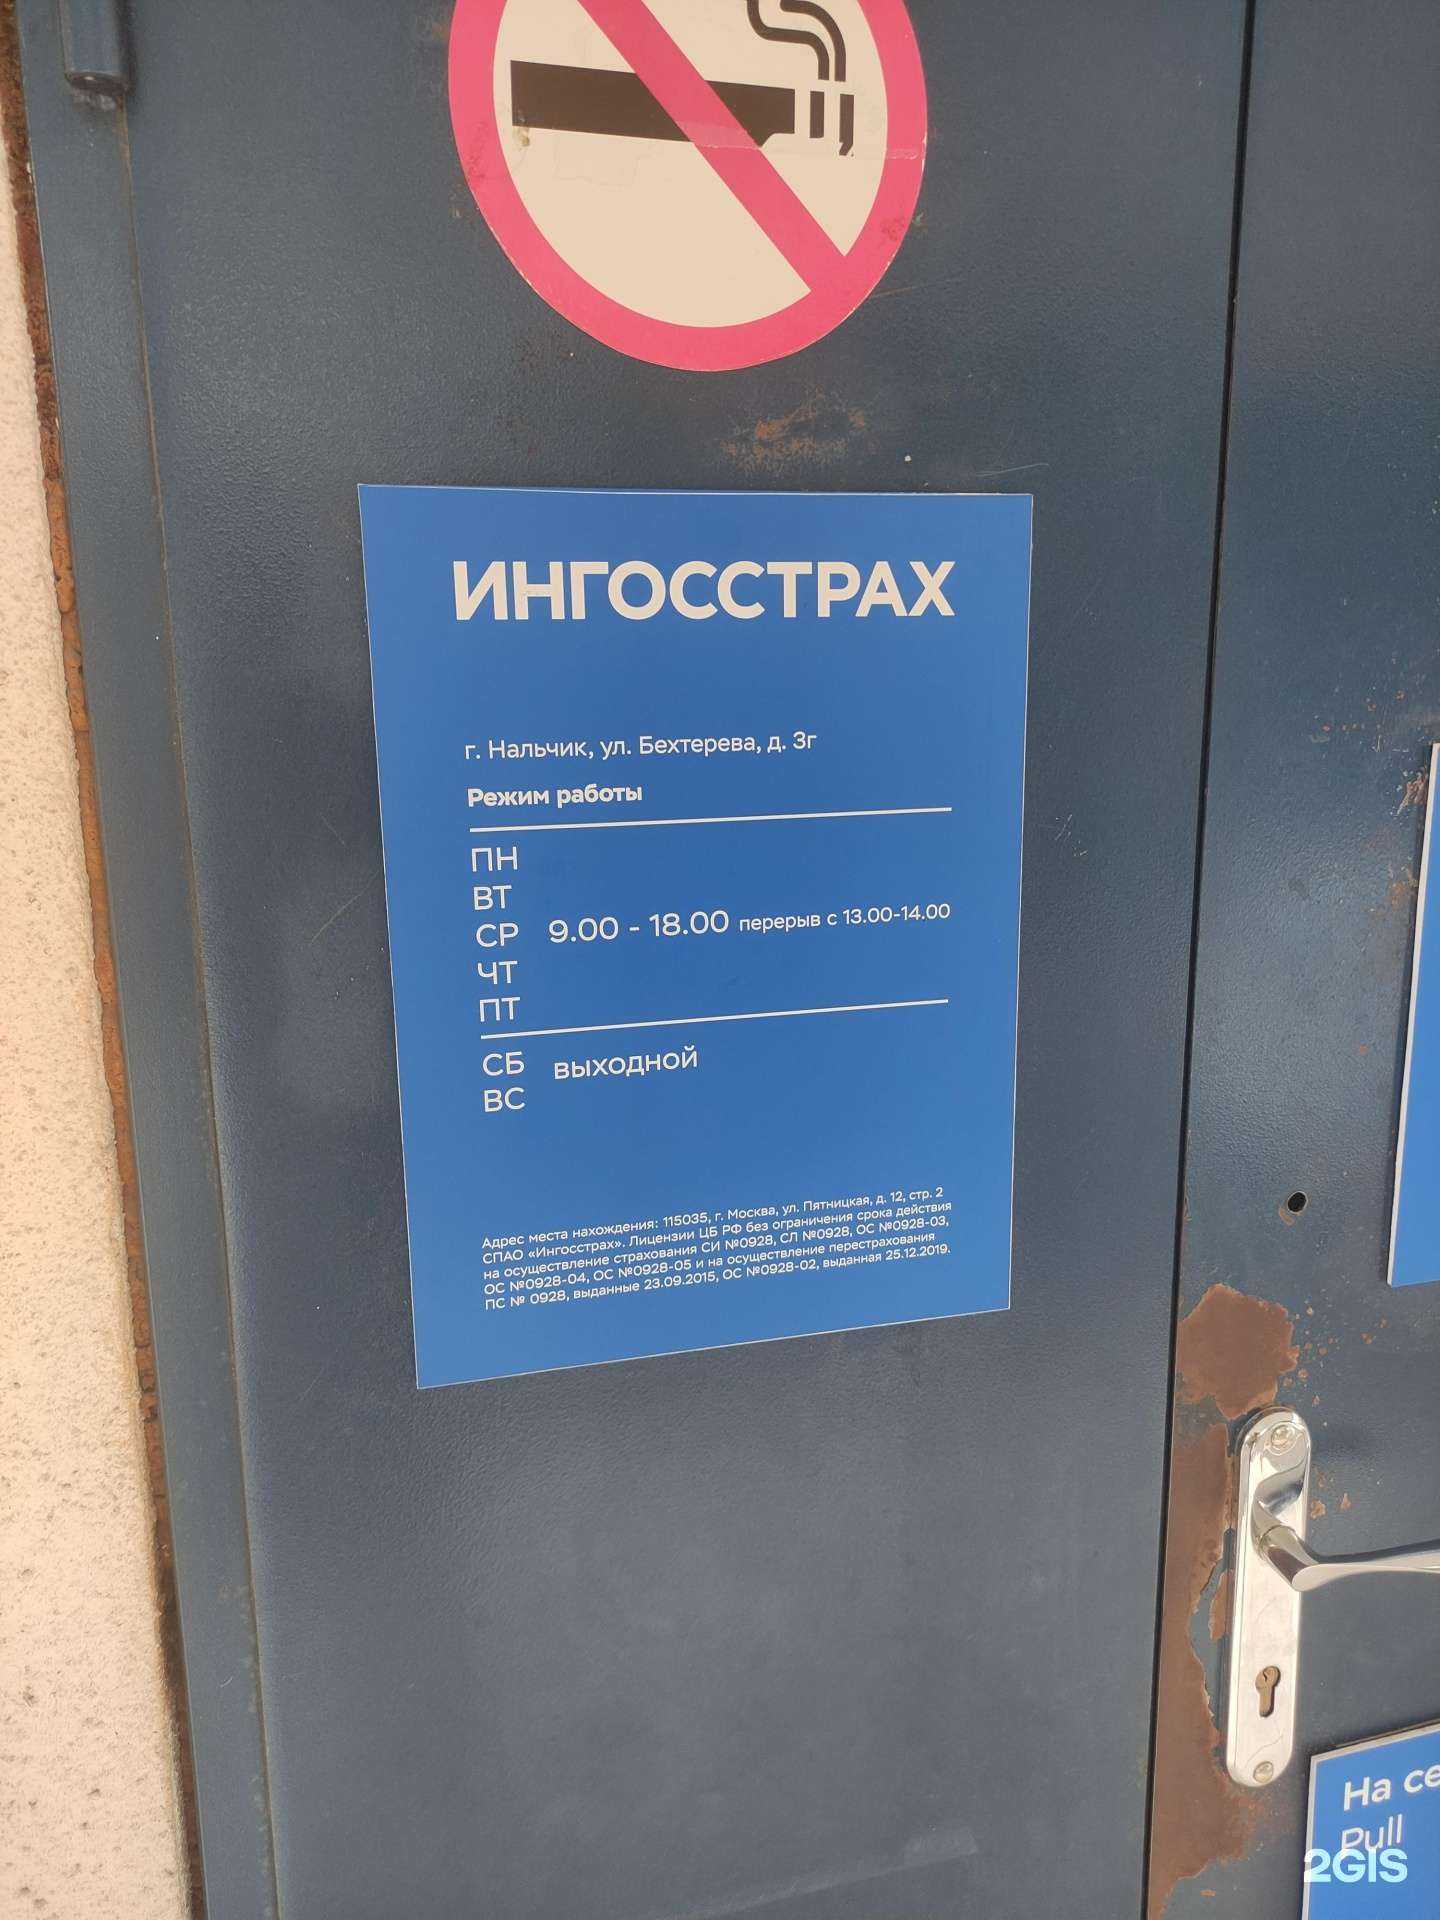 ИНГОССТРАХ
г. Нальчик, ул. Бехтерева, д. 3г
Режим работы
ПН
ВТ
СР 9.00 - 18.00 перерыв с 13.00-14.00
ЧТ
ПТ
СБ выходной
ВС
Адрес места нахождения: 115035, г. Москва, ул. Пятницкая, д. 12, стр. 2
СПАО «Ингосстрах». Лицензии ЦБ РФ без ограничения срока действия
на осуществление страхования СИ №0928, СЛ №0928, ОС №0928-03,
ОС №0928-04, ОС №0928-05 и на осуществление перестрахования
ПС № 0928, выданные 23.09.2015, ОС №0928-02, выданная 25.12.2019.
На се
Pull
2GIS